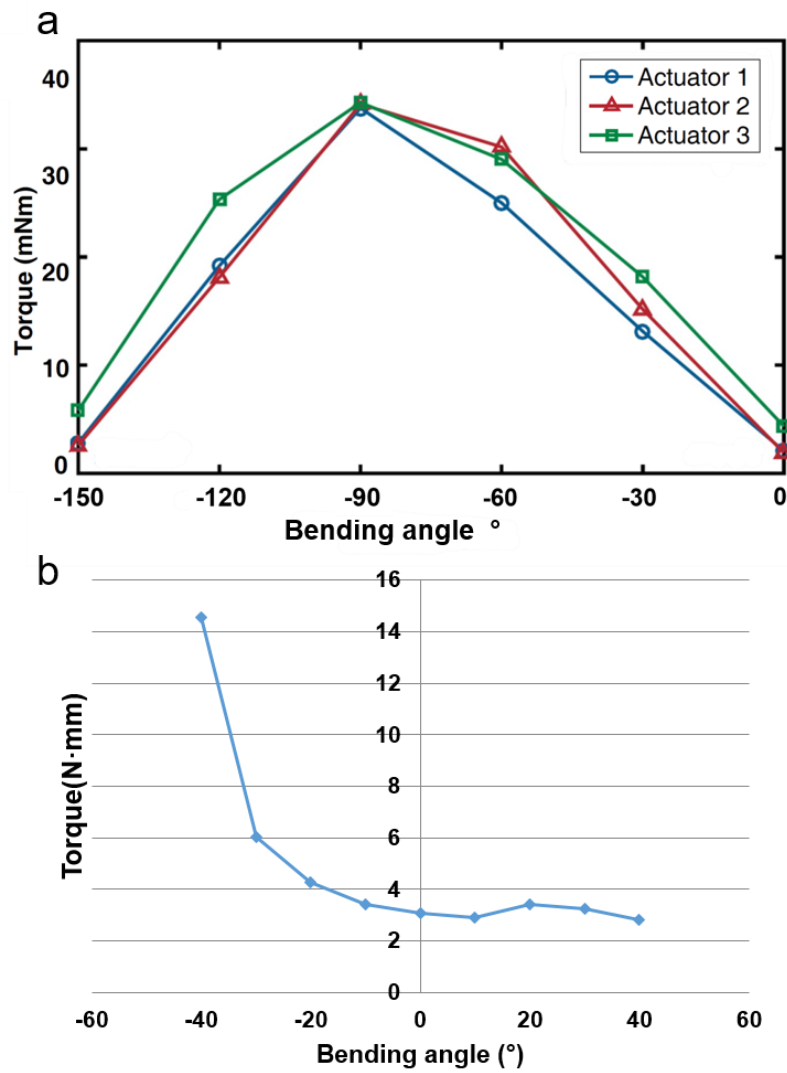 a
40
30
20
10
0
Torque (mNm)
Actuator 1
Actuator 2
Actuator 3
-150 -120 -90 -60 -30 0
Bending angle °
b
16
14
12
10
8
6
4
2
0
Torque(N·mm)
-60 -40 -20 0 20 40 60
Bending angle (°)